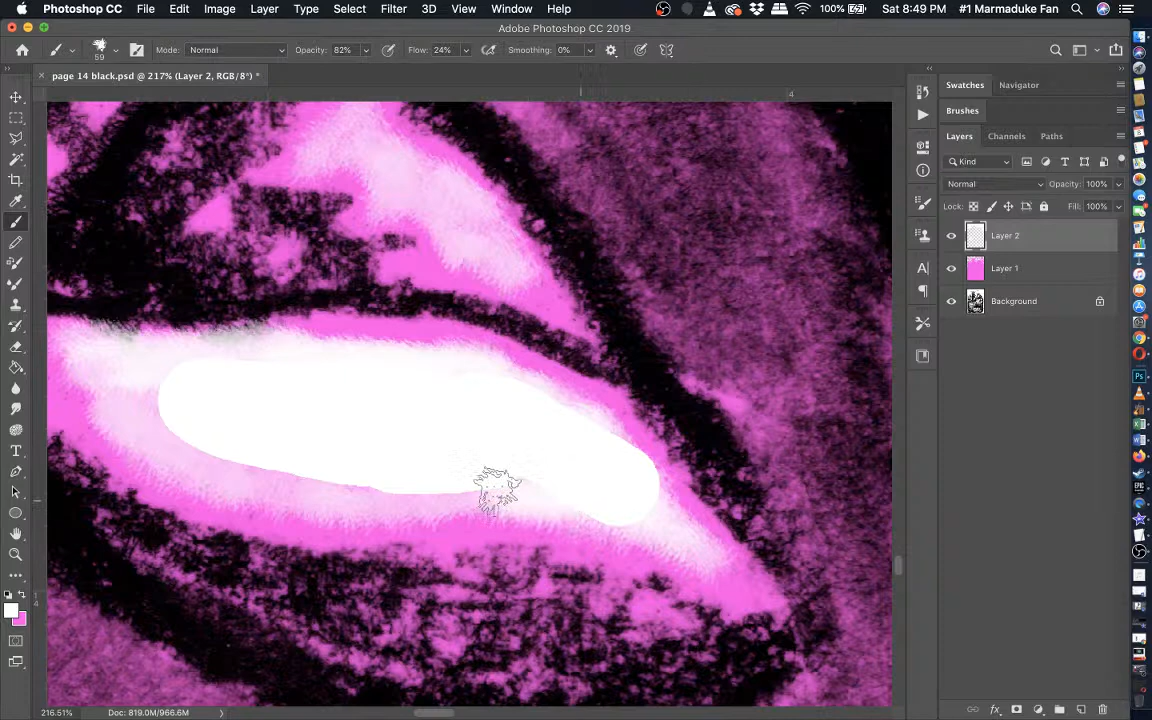 Photoshop CC File Edit Image Layer Type Select Filter 3D View Window Help 100% Sat 8:49 PM #1 Marmaduke Fan
Adobe Photoshop CC 2019
59 Mode: Normal Opacity: 82% Flow: 24% Smoothing: 0%
× page 14 black.psd @ 217% (Layer 2, RGB/8*) *
4
Swatches Navigator
Brushes
Layers Channels Paths
Kind
Normal Opacity: 100%
Lock: Fill: 100%
Layer 2
Layer 1
Background
216.51% Doc: 819.0M/966.6M